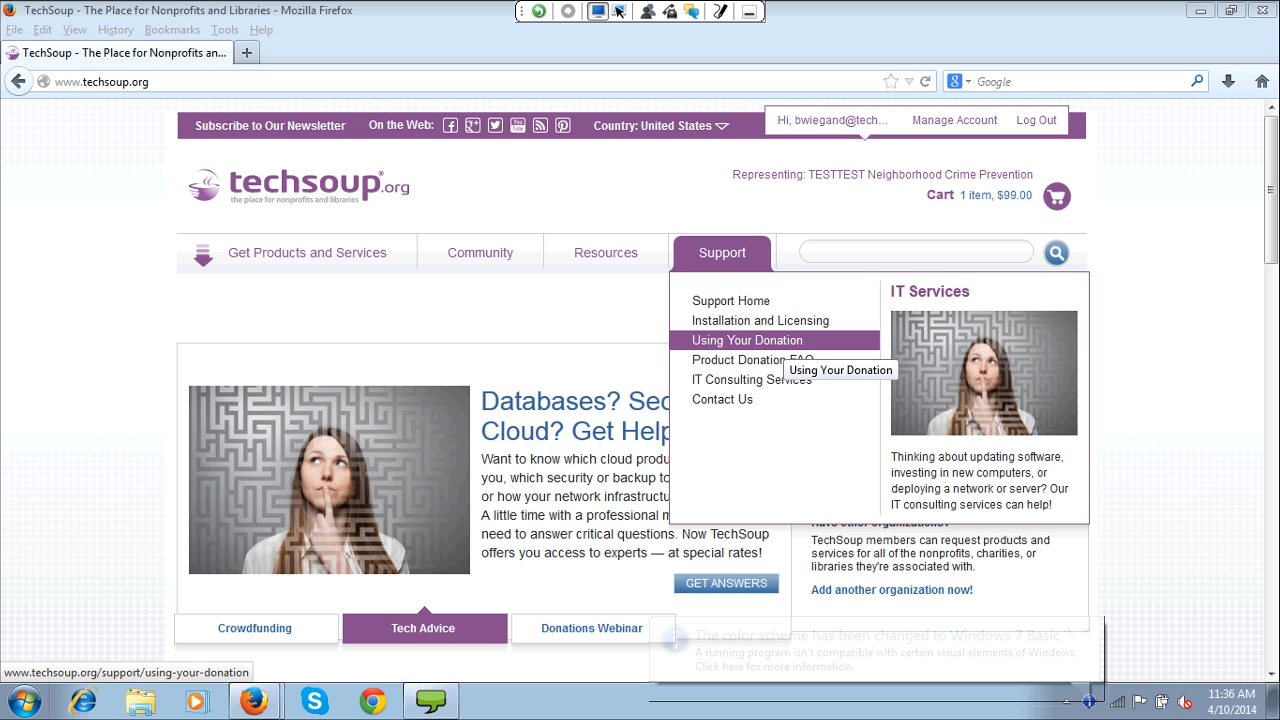 TechSoup - The Place for Nonprofits and Libraries - Mozilla Firefox
File Edit View History Bookmarks Tools Help
TechSoup - The Place for Nonprofits an...
www.techsoup.org
Google
Subscribe to Our Newsletter
On the Web:
Country: United States
Hi, bwiegand@tech...
Manage Account
Log Out
techsoup.org
the place for nonprofits and libraries
Representing: TESTTEST Neighborhood Crime Prevention
Cart 1 item, $99.00
Get Products and Services
Community
Resources
Support
Support Home
Installation and Licensing
Using Your Donation
Product Donation FAQ
Using Your Donation
IT Consulting Services
Contact Us
IT Services
Thinking about updating software,
investing in new computers, or
deploying a network or server? Our
IT consulting services can help!
Databases? Sec
Cloud? Get Help
Want to know which cloud produ
you, which security or backup to
or how your network infrastructu
A little time with a professional m
need to answer critical questions. Now TechSoup
offers you access to experts — at special rates!
GET ANSWERS
Have other organizations?
TechSoup members can request products and
services for all of the nonprofits, charities, or
libraries they're associated with.
Add another organization now!
Crowdfunding
Tech Advice
Donations Webinar
The color scheme has been changed to Windows 7 Basic
A running program isn't compatible with certain visual elements of Windows.
Click here for more information.
www.techsoup.org/support/using-your-donation
11:36 AM
4/10/2014